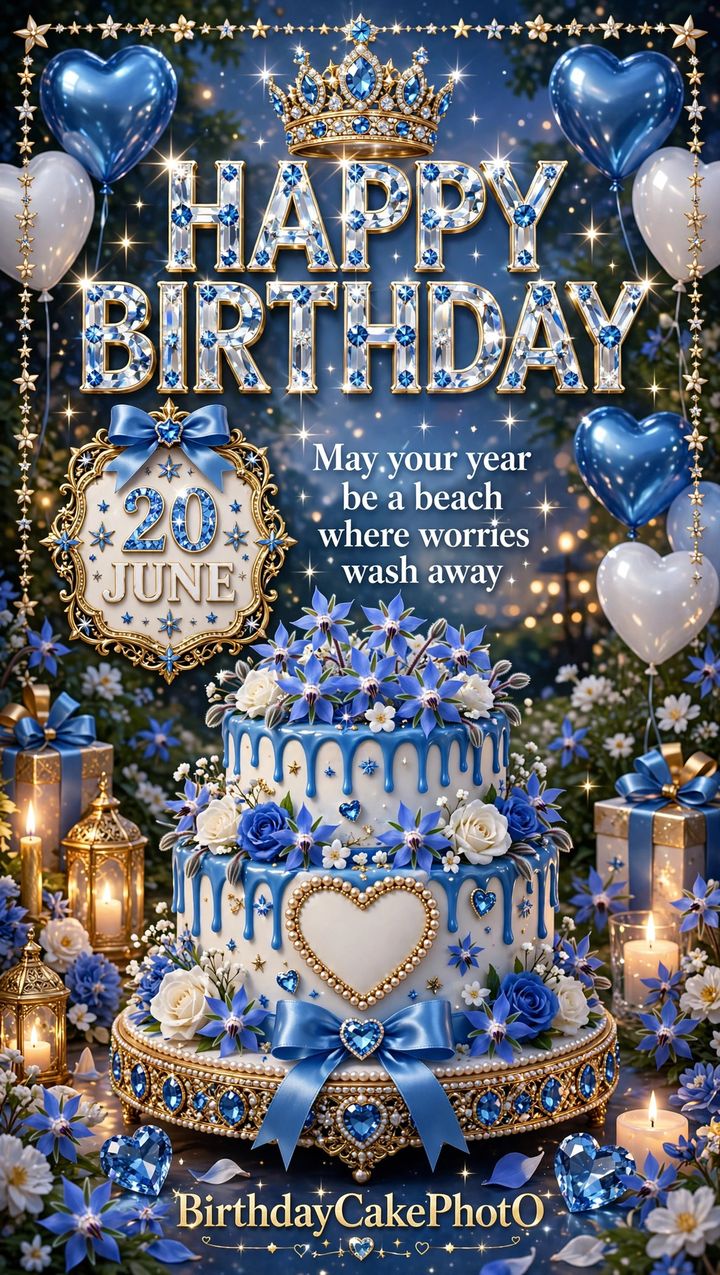 HAPPY
BIRTHDAY
20
JUNE
May your year
be a beach
where worries
wash away
BirthdayCakePhotO